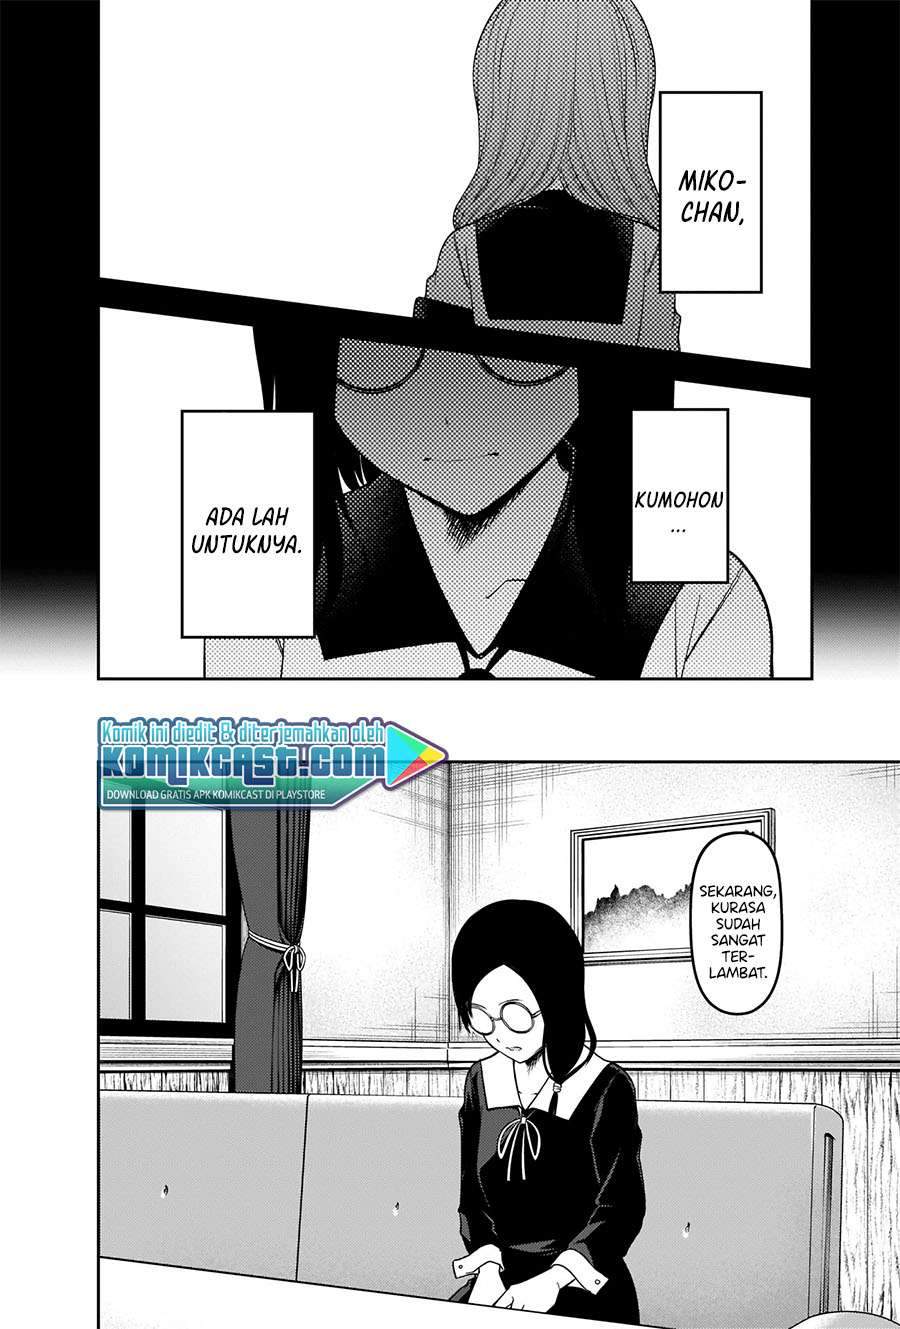 MIKO-
CHAN,
KUMOHON
...
ADA LAH
UNTUKNYA.
Komik ini diedit & diterjemahkan oleh
KOMIKCAST.COM
DOWNLOAD GRATIS APK KOMIKCAST DI PLAYSTORE
SEKARANG,
KURASA
SUDAH
SANGAT
TER-
LAMBAT.